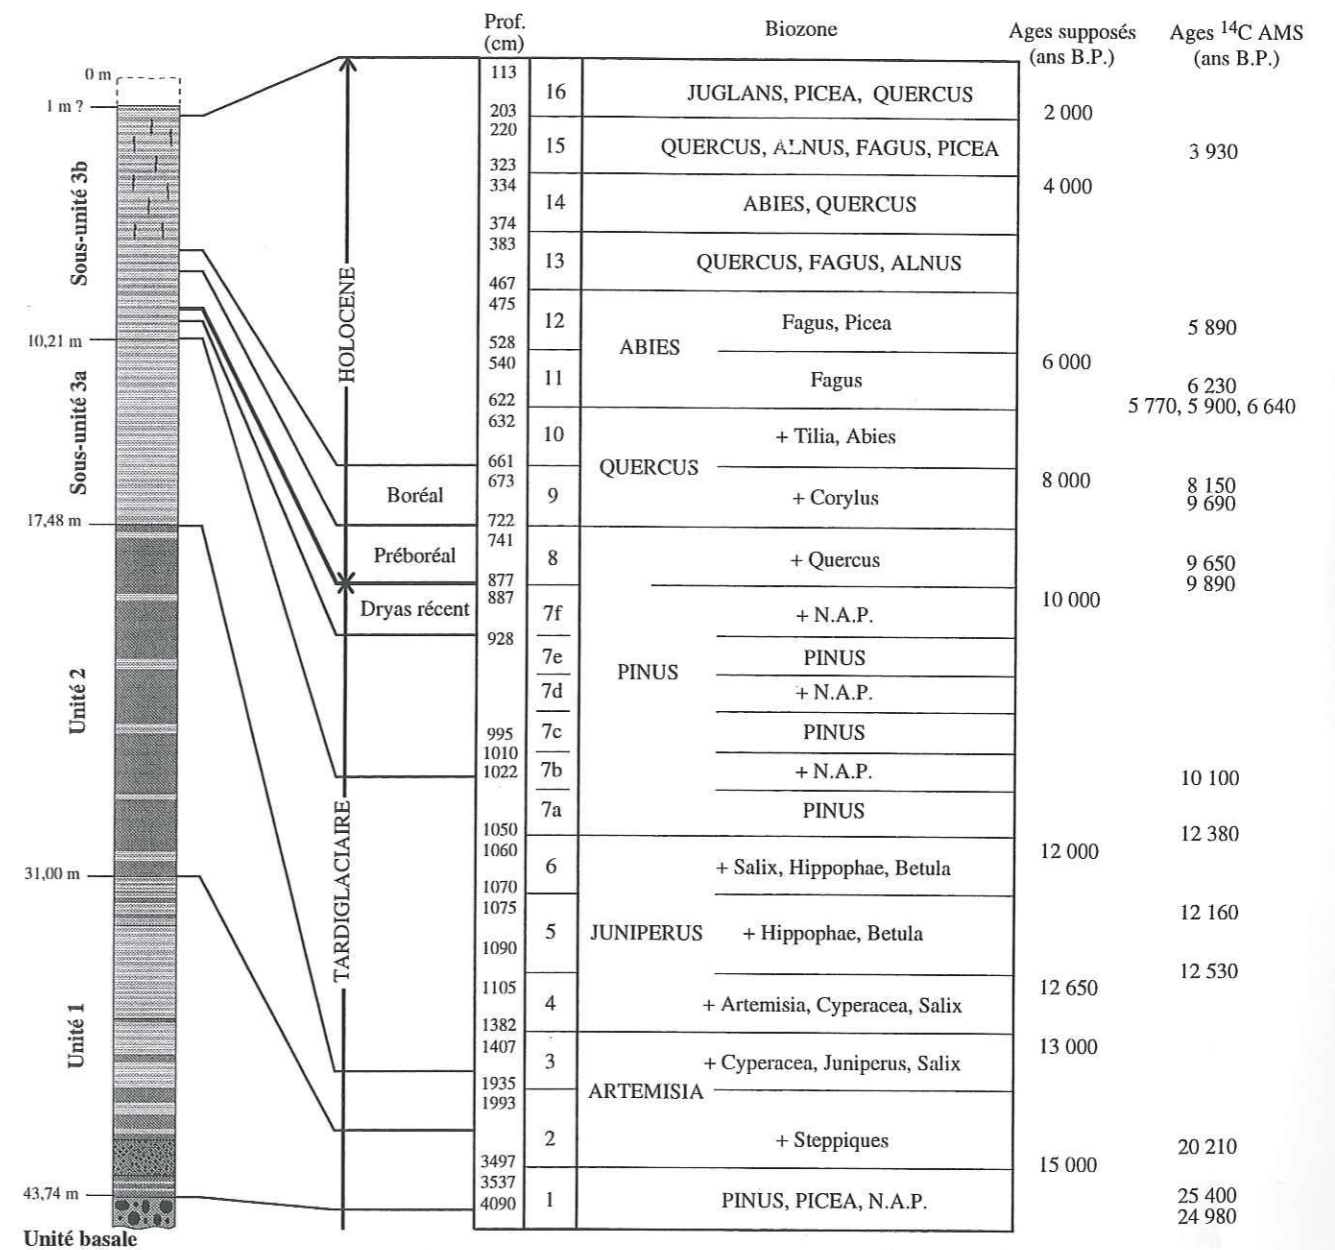 Prof.
(cm)
Biozone
Ages supposés
(ans B.P.)
Ages 14C AMS
(ans B.P.)
0 m
1 m ?
10,21 m
17,48 m
31,00 m
43,74 m
Sous-unité 3b
Sous-unité 3a
Unité 2
Unité 1
Unité basale
HOLOCENE
TARDIGLACIAIRE
Boréal
Préboréal
Dryas récent
113
203
220
323
334
374
383
467
475
528
540
622
632
661
673
722
741
877
887
928
995
1010
1022
1050
1060
1070
1075
1090
1105
1382
1407
1935
1993
3497
3537
4090
16 JUGLANS, PICEA, QUERCUS
15 QUERCUS, ALNUS, FAGUS, PICEA
14 ABIES, QUERCUS
13 QUERCUS, FAGUS, ALNUS
ABIES
12 Fagus, Picea
11 Fagus
QUERCUS
10 + Tilia, Abies
9 + Corylus
PINUS
8 + Quercus
7f + N.A.P.
7e PINUS
7d + N.A.P.
7c PINUS
7b + N.A.P.
7a PINUS
JUNIPERUS
6 + Salix, Hippophae, Betula
5 + Hippophae, Betula
4 + Artemisia, Cyperacea, Salix
ARTEMISIA
3 + Cyperacea, Juniperus, Salix
2 + Steppiques
1 PINUS, PICEA, N.A.P.
2 000
4 000
6 000
8 000
10 000
12 000
12 650
13 000
15 000
3 930
5 890
6 230
5 770, 5 900, 6 640
8 150
9 690
9 650
9 890
10 100
12 380
12 160
12 530
20 210
25 400
24 980